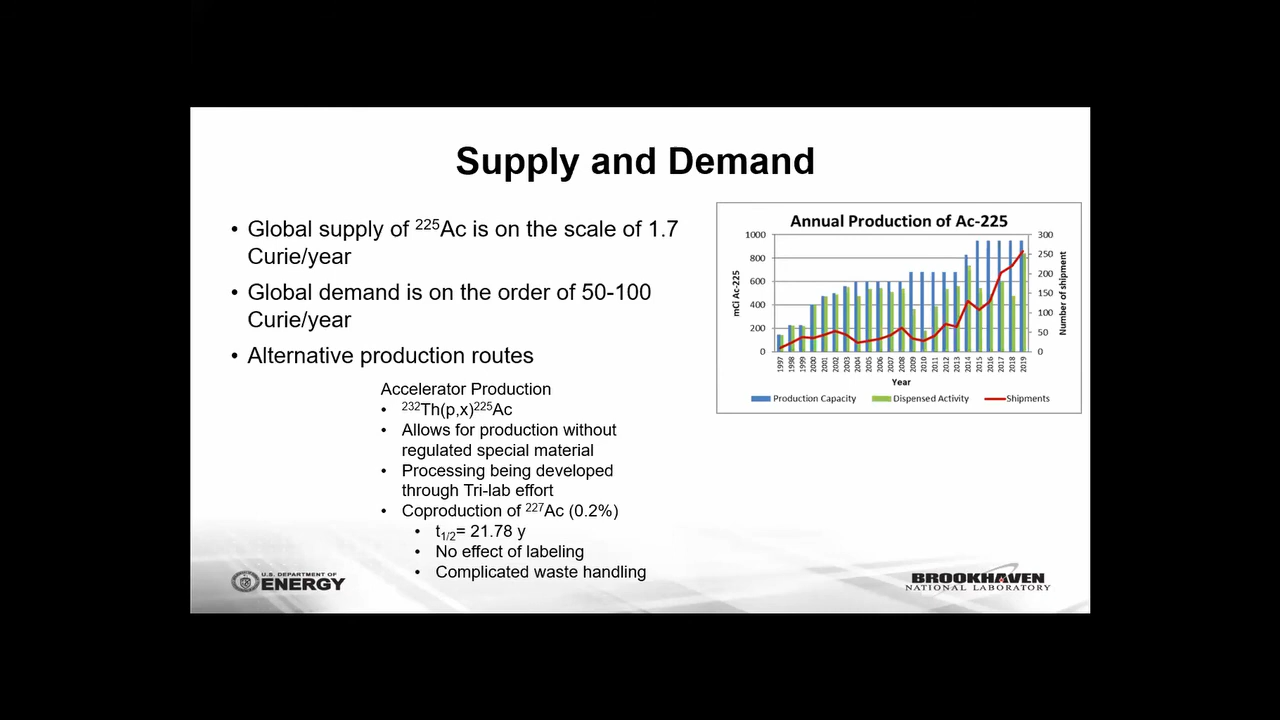 Supply and Demand
• Global supply of ²²⁵Ac is on the scale of 1.7
Curie/year
• Global demand is on the order of 50-100
Curie/year
• Alternative production routes
Accelerator Production
• ²³²Th(p,x)²²⁵Ac
• Allows for production without
regulated special material
• Processing being developed
through Tri-lab effort
• Coproduction of ²²⁷Ac (0.2%)
• t₁/₂= 21.78 y
• No effect of labeling
• Complicated waste handling
Annual Production of Ac-225
1000
800
600
400
200
0
mCi Ac-225
300
250
200
150
100
50
0
Number of shipment
1997 1998 1999 2000 2001 2002 2003 2004 2005 2006 2007 2008 2009 2010 2011 2012 2013 2014 2015 2016 2017 2018 2019
Year
Production Capacity Dispensed Activity Shipments
U.S. DEPARTMENT OF
ENERGY
BROOKHAVEN
NATIONAL LABORATORY